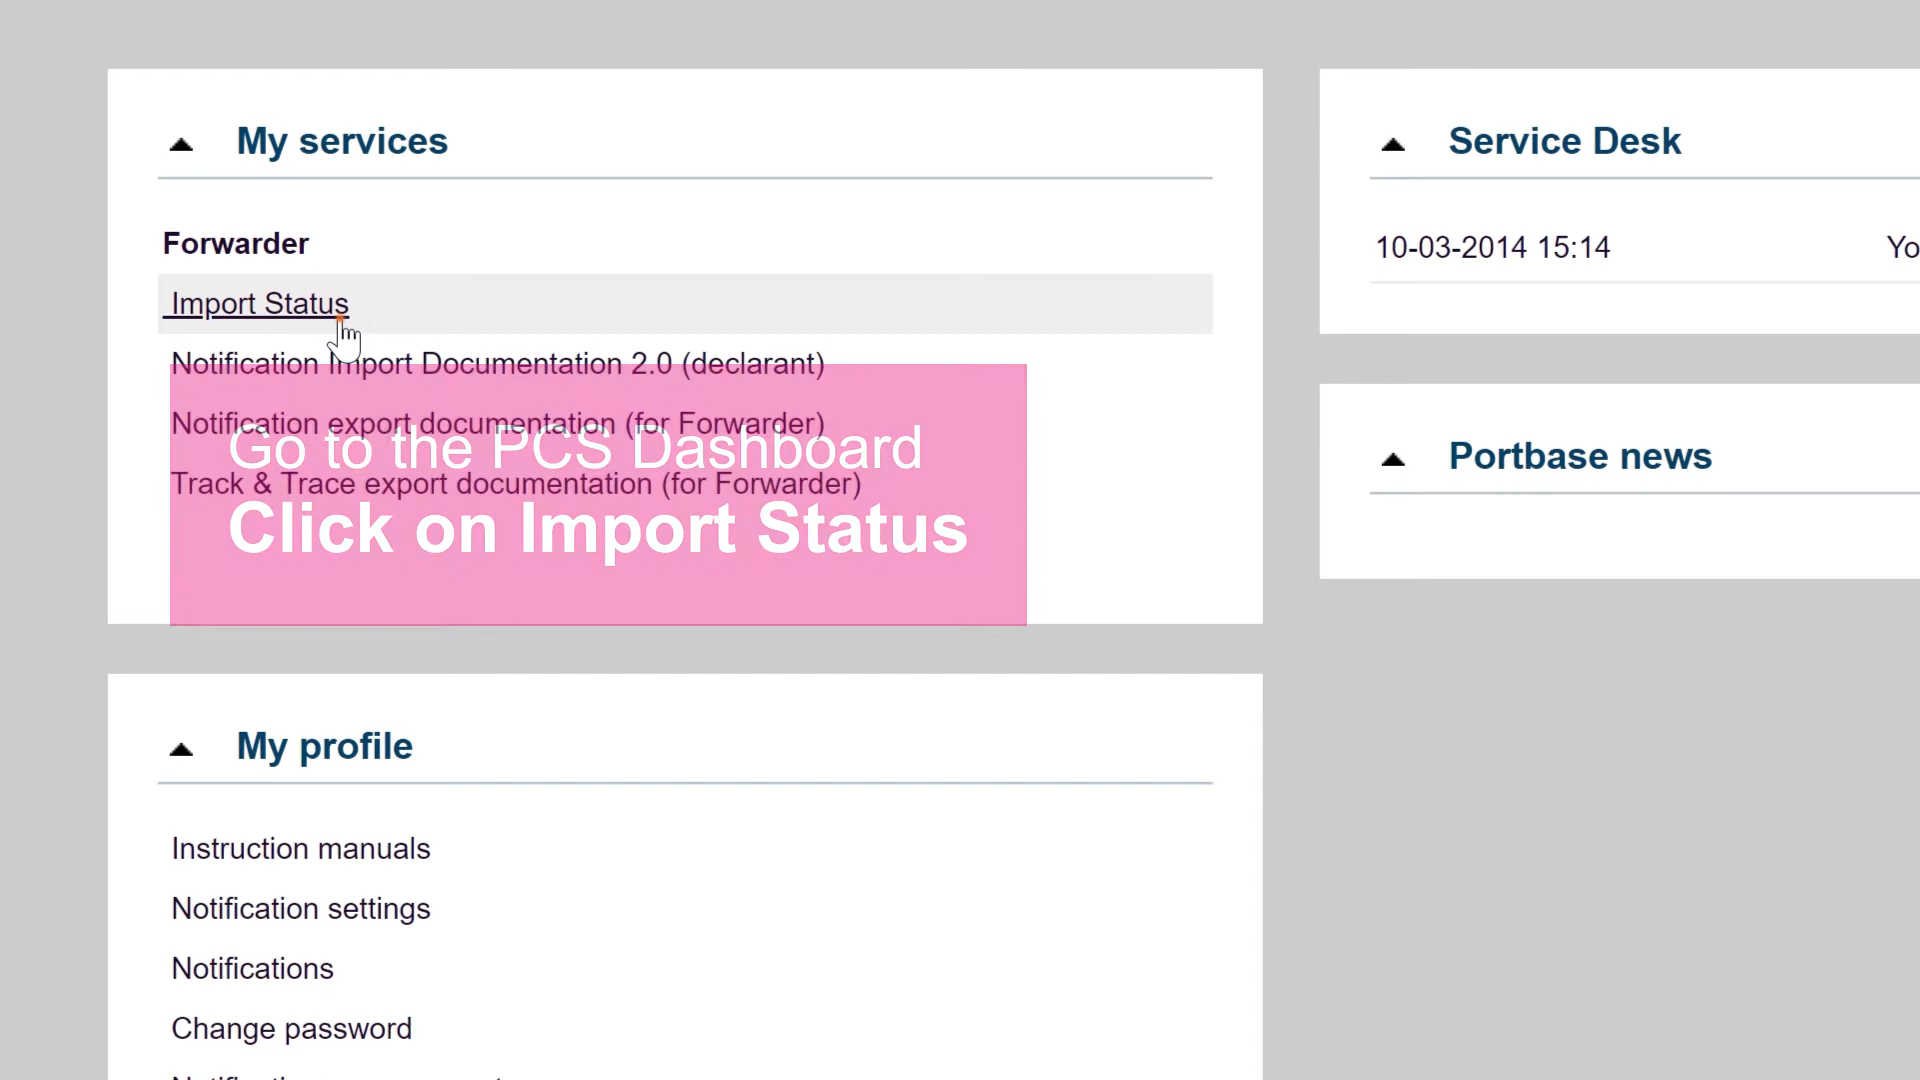 My services
Forwarder
Import Status
Notification Import Documentation 2.0 (declarant)
Notification export documentation (for Forwarder)
Go to the PCS Dashboard
Track & Trace export documentation (for Forwarder)
Click on Import Status
My profile
Instruction manuals
Notification settings
Notifications
Change password
Service Desk
10-03-2014 15:14
Portbase news